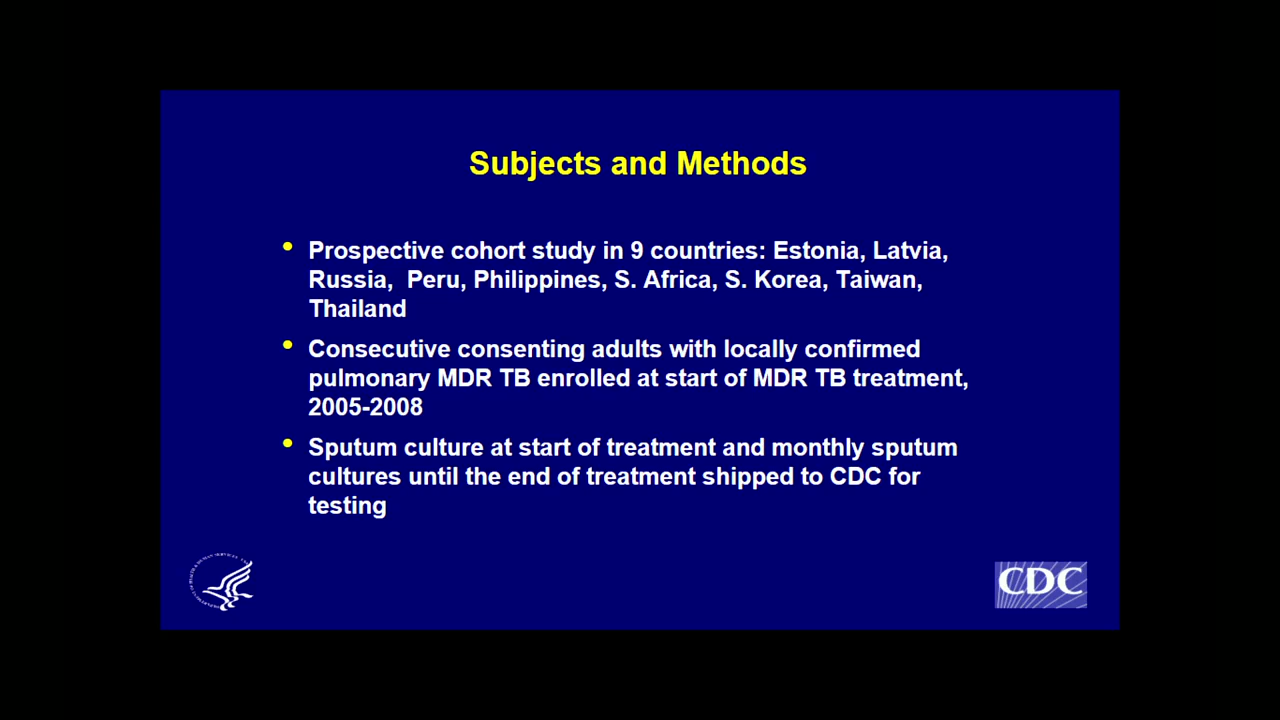 Subjects and Methods
• Prospective cohort study in 9 countries: Estonia, Latvia,
Russia,  Peru, Philippines, S. Africa, S. Korea, Taiwan,
Thailand
• Consecutive consenting adults with locally confirmed
pulmonary MDR TB enrolled at start of MDR TB treatment,
2005-2008
• Sputum culture at start of treatment and monthly sputum
cultures until the end of treatment shipped to CDC for
testing
CDC